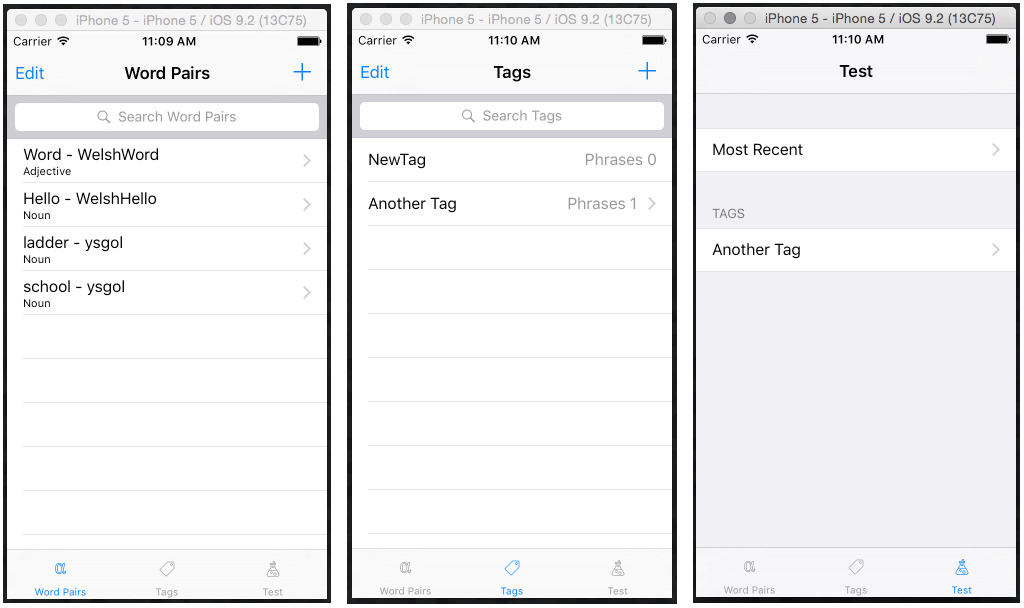 iPhone 5 - iPhone 5 / iOS 9.2 (13C75)
Carrier 11:09 AM
Edit Word Pairs +
Search Word Pairs
Word - WelshWord
Adjective
Hello - WelshHello
Noun
ladder - ysgol
Noun
school - ysgol
Noun
α
Word Pairs Tags Test
iPhone 5 - iPhone 5 / iOS 9.2 (13C75)
Carrier 11:10 AM
Edit Tags +
Search Tags
NewTag Phrases 0
Another Tag Phrases 1
α
Word Pairs Tags Test
iPhone 5 - iPhone 5 / iOS 9.2 (13C75)
Carrier 11:10 AM
Test
Most Recent
TAGS
Another Tag
α
Word Pairs Tags Test